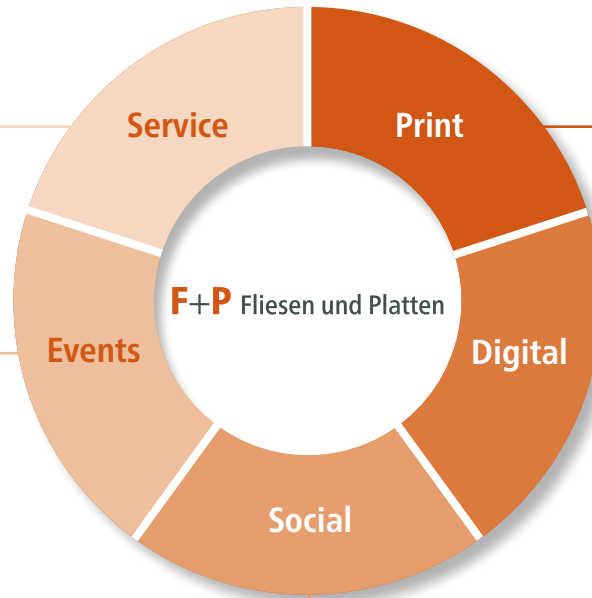 Service
Print
F+P Fliesen und Platten
Events
Digital
Social